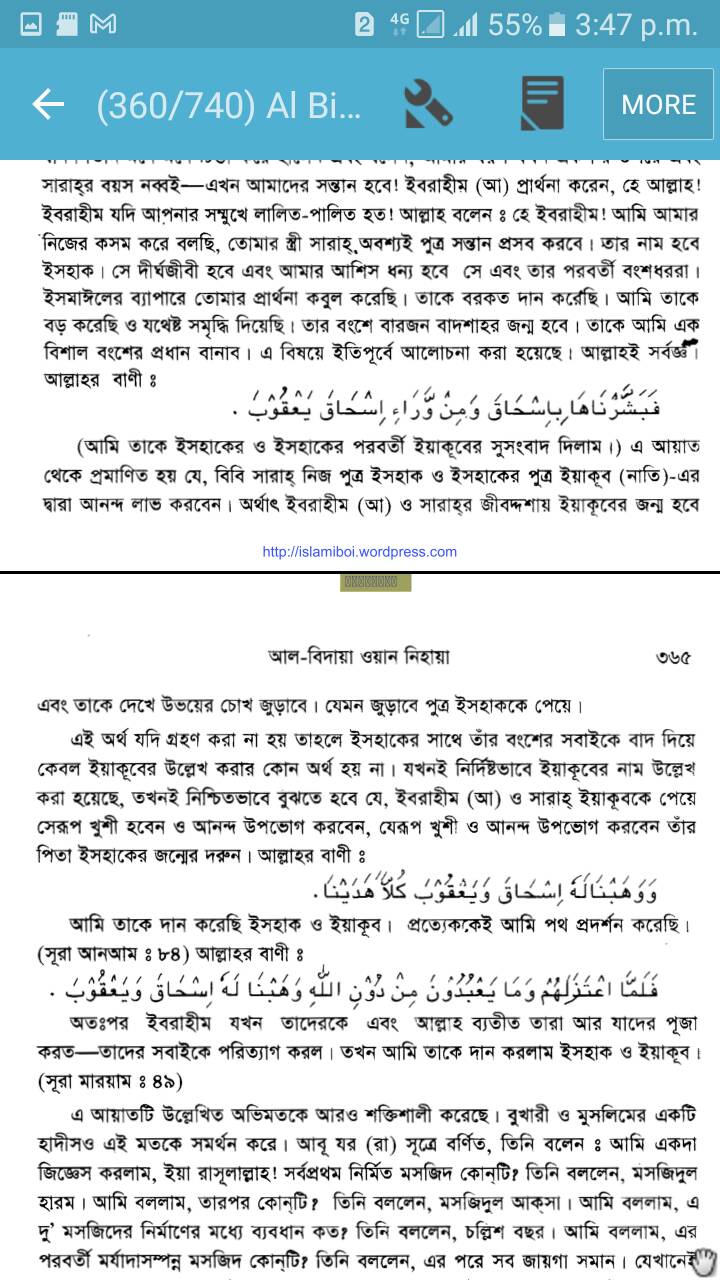 2 4G 55% 3:47 p.m.
(360/740) Al Bi... MORE
সারাহ্‌র বয়স নব্বই—এখন আমাদের সন্তান হবে! ইবরাহীম (আ) প্রার্থনা করেন, হে আল্লাহ!
ইবরাহীম যদি আপনার সম্মুখে লালিত-পালিত হত! আল্লাহ বলেন ঃ হে ইবরাহীম! আমি আমার
নিজের কসম করে বলছি, তোমার স্ত্রী সারাহ্ অবশ্যই পুত্র সন্তান প্রসব করবে। তার নাম হবে
ইসহাক। সে দীর্ঘজীবী হবে এবং আমার আশিস ধন্য হবে সে এবং তার পরবর্তী বংশধররা।
ইসমাঈলের ব্যাপারে তোমার প্রার্থনা কবুল করেছি। তাকে বরকত দান করেছি। আমি তাকে
বড় করেছি ও যথেষ্ট সমৃদ্ধি দিয়েছি। তার বংশে বারজন বাদশাহর জন্ম হবে। তাকে আমি এক
বিশাল বংশের প্রধান বানাব। এ বিষয়ে ইতিপূর্বে আলোচনা করা হয়েছে। আল্লাহই সর্বজ্ঞ।
আল্লাহর বাণী ঃ
فَبَشَّرْنَاهَا بِاِسْحَاقَ وَمِنْ وَّرَاءِ اِسْحَاقَ يَعْقُوْبَ .
(আমি তাকে ইসহাকের ও ইসহাকের পরবর্তী ইয়াকূবের সুসংবাদ দিলাম।) এ আয়াত
থেকে প্রমাণিত হয় যে, বিবি সারাহ্ নিজ পুত্র ইসহাক ও ইসহাকের পুত্র ইয়াকূব (নাতি)-এর
দ্বারা আনন্দ লাভ করবেন। অর্থাৎ ইবরাহীম (আ) ও সারাহ্‌র জীবদ্দশায় ইয়াকূবের জন্ম হবে
http://islamiboi.wordpress.com
আল-বিদায়া ওয়ান নিহায়া ৩৬৫
এবং তাকে দেখে উভয়ের চোখ জুড়াবে। যেমন জুড়াবে পুত্র ইসহাককে পেয়ে।
এই অর্থ যদি গ্রহণ করা না হয় তাহলে ইসহাকের সাথে তাঁর বংশের সবাইকে বাদ দিয়ে
কেবল ইয়াকূবের উল্লেখ করার কোন অর্থ হয় না। যখনই নির্দিষ্টভাবে ইয়াকূবের নাম উল্লেখ
করা হয়েছে, তখনই নিশ্চিতভাবে বুঝতে হবে যে, ইবরাহীম (আ) ও সারাহ্ ইয়াকূবকে পেয়ে
সেরূপ খুশী হবেন ও আনন্দ উপভোগ করবেন, যেরূপ খুশী ও আনন্দ উপভোগ করবেন তাঁর
পিতা ইসহাকের জন্মের দরুন। আল্লাহর বাণী ঃ
وَوَهَبْنَا لَهُ اِسْحَاقَ وَيَعْقُوْبَ كُلاًّ هَدَيْنَا.
আমি তাকে দান করেছি ইসহাক ও ইয়াকূব। প্রত্যেককেই আমি পথ প্রদর্শন করেছি।
(সূরা আনআম ঃ ৮৪) আল্লাহর বাণী ঃ
فَلَمَّا اعْتَزَلَهُمْ وَمَا يَعْبُدُوْنَ مِنْ دُوْنِ اللّٰهِ وَهَبْنَا لَهُ اِسْحَاقَ وَيَعْقُوْبَ .
অতঃপর ইবরাহীম যখন তাদেরকে এবং আল্লাহ ব্যতীত তারা আর যাদের পূজা
করত—তাদের সবাইকে পরিত্যাগ করল। তখন আমি তাকে দান করলাম ইসহাক ও ইয়াকূব।
(সূরা মারয়াম ঃ ৪৯)
এ আয়াতটি উল্লেখিত অভিমতকে আরও শক্তিশালী করেছে। বুখারী ও মুসলিমের একটি
হাদীসও এই মতকে সমর্থন করে। আবূ যর (রা) সূত্রে বর্ণিত, তিনি বলেন ঃ আমি একদা
জিজ্ঞেস করলাম, ইয়া রাসূলাল্লাহ! সর্বপ্রথম নির্মিত মসজিদ কোন্‌টি? তিনি বললেন, মসজিদুল
হারম। আমি বললাম, তারপর কোন্‌টি? তিনি বললেন, মসজিদুল আক্‌সা। আমি বললাম, এ
দু’ মসজিদের নির্মাণের মধ্যে ব্যবধান কত? তিনি বললেন, চল্লিশ বছর। আমি বললাম, এর
পরবর্তী মর্যাদাসম্পন্ন মসজিদ কোন্‌টি? তিনি বললেন, এর পরে সব জায়গা সমান। যেখানেই